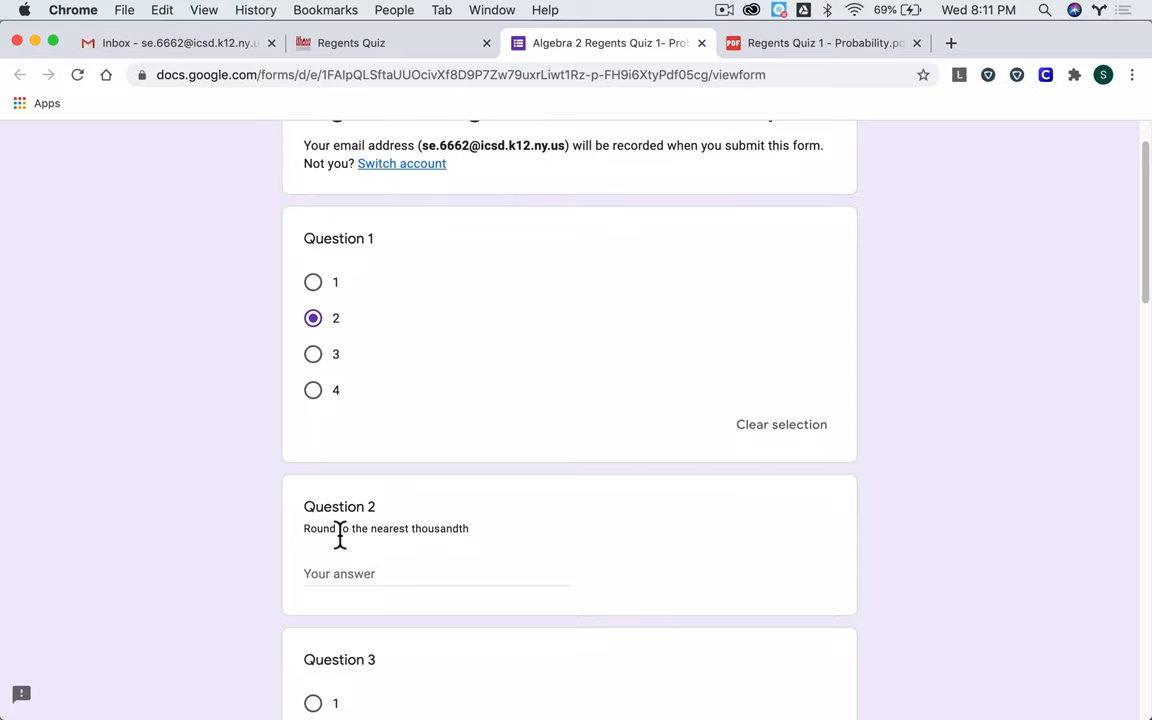 Chrome File Edit View History Bookmarks People Tab Window Help 69% Wed 8:11 PM
Inbox - se.6662@icsd.k12.ny.u Regents Quiz Algebra 2 Regents Quiz 1- Prob PDF Regents Quiz 1 - Probability.pd
docs.google.com/forms/d/e/1FAIpQLSftaUUOcivXf8D9P7Zw79uxrLiwt1Rz-p-FH9i6XtyPdf05cg/viewform L C S
Apps
Your email address (se.6662@icsd.k12.ny.us) will be recorded when you submit this form.
Not you? Switch account
Question 1
1
2
3
4
Clear selection
Question 2
Round to the nearest thousandth
Your answer
Question 3
1